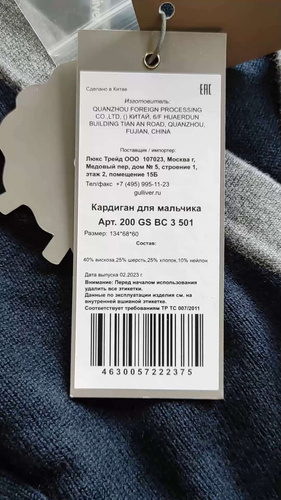 Сделано в Китае
EAC
Изготовитель:
QUANZHOU FOREIGN PROCESSING
CO.,LTD, () КИТАЙ, 6/F HUAERDUN
BUILDING TIAN AN ROAD, QUANZHOU,
FUJIAN, CHINA
Поставщик / импортер:
Люкс Трейд ООО 107023, Москва г,
Медовый пер, дом № 5, строение 1,
этаж 2, помещение 15Б
Тел/факс +7 (495) 995-11-23
gulliver.ru
Кардиган для мальчика
Арт. 200 GS BC 3 501
Размер: 134*68*60
Состав:
40% вискоза,25% шерсть,25% хлопок,10% нейлон
Дата выпуска 02.2023 г.
Внимание: Перед началом использования
удалить все этикетки.
Данные по эксплуатации изделия см. на
внутренней вшивной этикетке.
Соответствует требованиям ТР ТС 007/2011
4630057222375